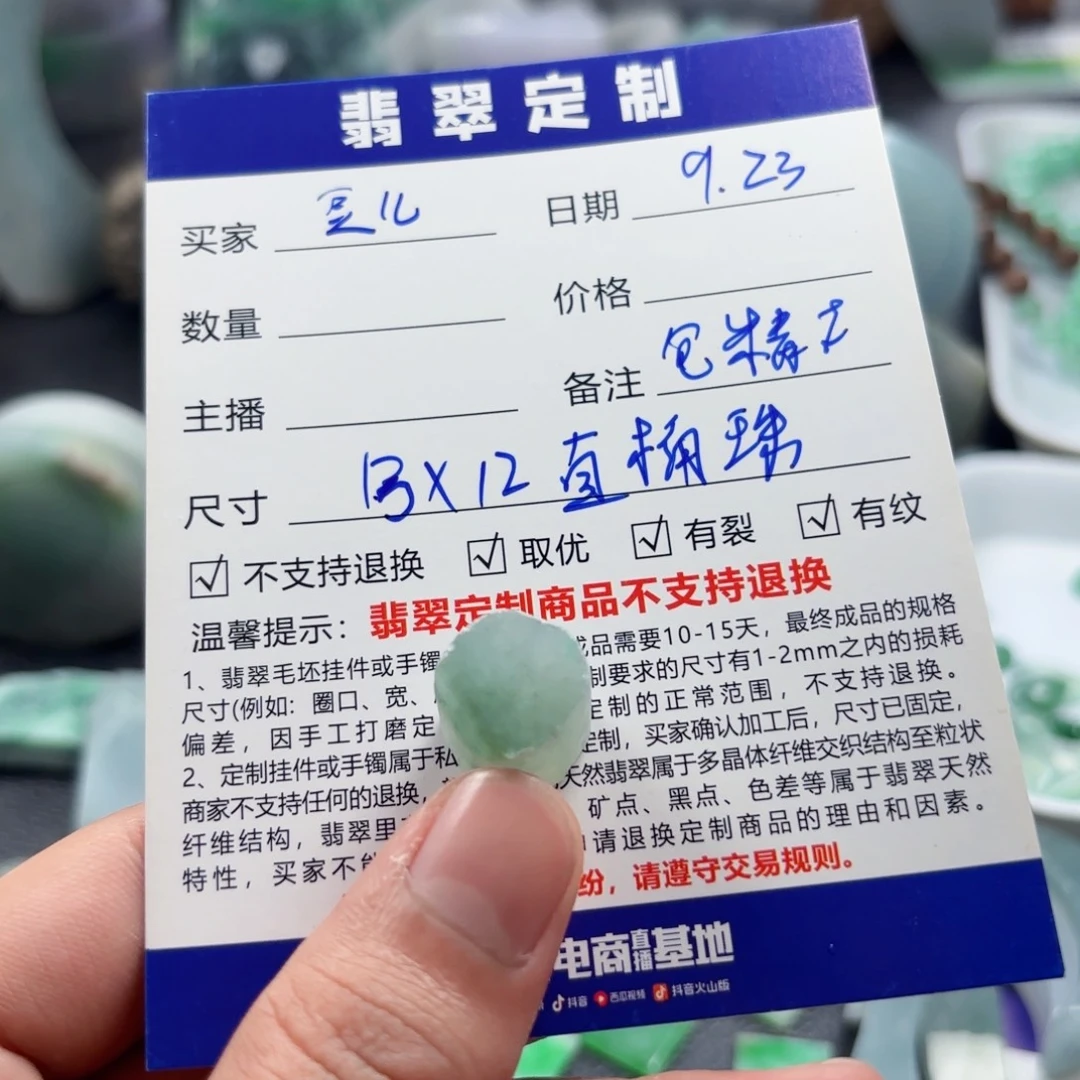 翡翠定制
买家 豆儿 日期 9.23
数量 价格
主播 备注 包精工
尺寸 13X12 直桶珠
不支持退换 取优 有裂 有纹
温馨提示：翡翠定制商品不支持退换
1、翡翠毛坯挂件或手镯 成品需要10-15天，最终成品的规格
尺寸(例如：圈口、宽、 制要求的尺寸有1-2mm之内的损耗
偏差，因手工打磨定 定制的正常范围，不支持退换。
2、定制挂件或手镯属于私 定制，买家确认加工后，尺寸已固定，
商家不支持任何的退换， 天然翡翠属于多晶体纤维交织结构至粒状
纤维结构，翡翠里 矿点、黑点、色差等属于翡翠天然
特性，买家不能 申请退换定制商品的理由和因素。
纷，请遵守交易规则。
电商直播基地
抖音 西瓜视频 抖音火山版